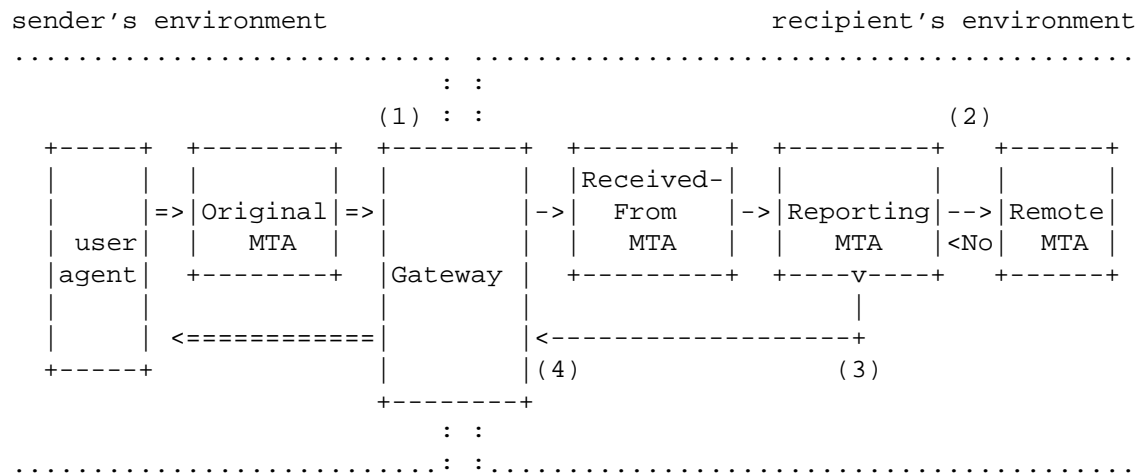 sender's environment                            recipient's environment
............................ ..........................................
                           : :
                       (1) : :                             (2)
  +-----+  +--------+  +--------+  +---------+  +---------+   +------+
  |     |  |        |  |        |  |Received-|  |         |   |      |
  |     |=>|Original|=>|        |->|  From   |->|Reporting|-->|Remote|
  | user|  |   MTA  |  |        |  |   MTA   |  |   MTA   |<No|  MTA |
  |agent|  +--------+  |Gateway |  +---------+  +----v----+   +------+
  |     |              |        |                    |
  |     | <============|        |<-------------------+
  +-----+              |        |(4)                (3)
                       +--------+
                           : :
...........................: :.........................................